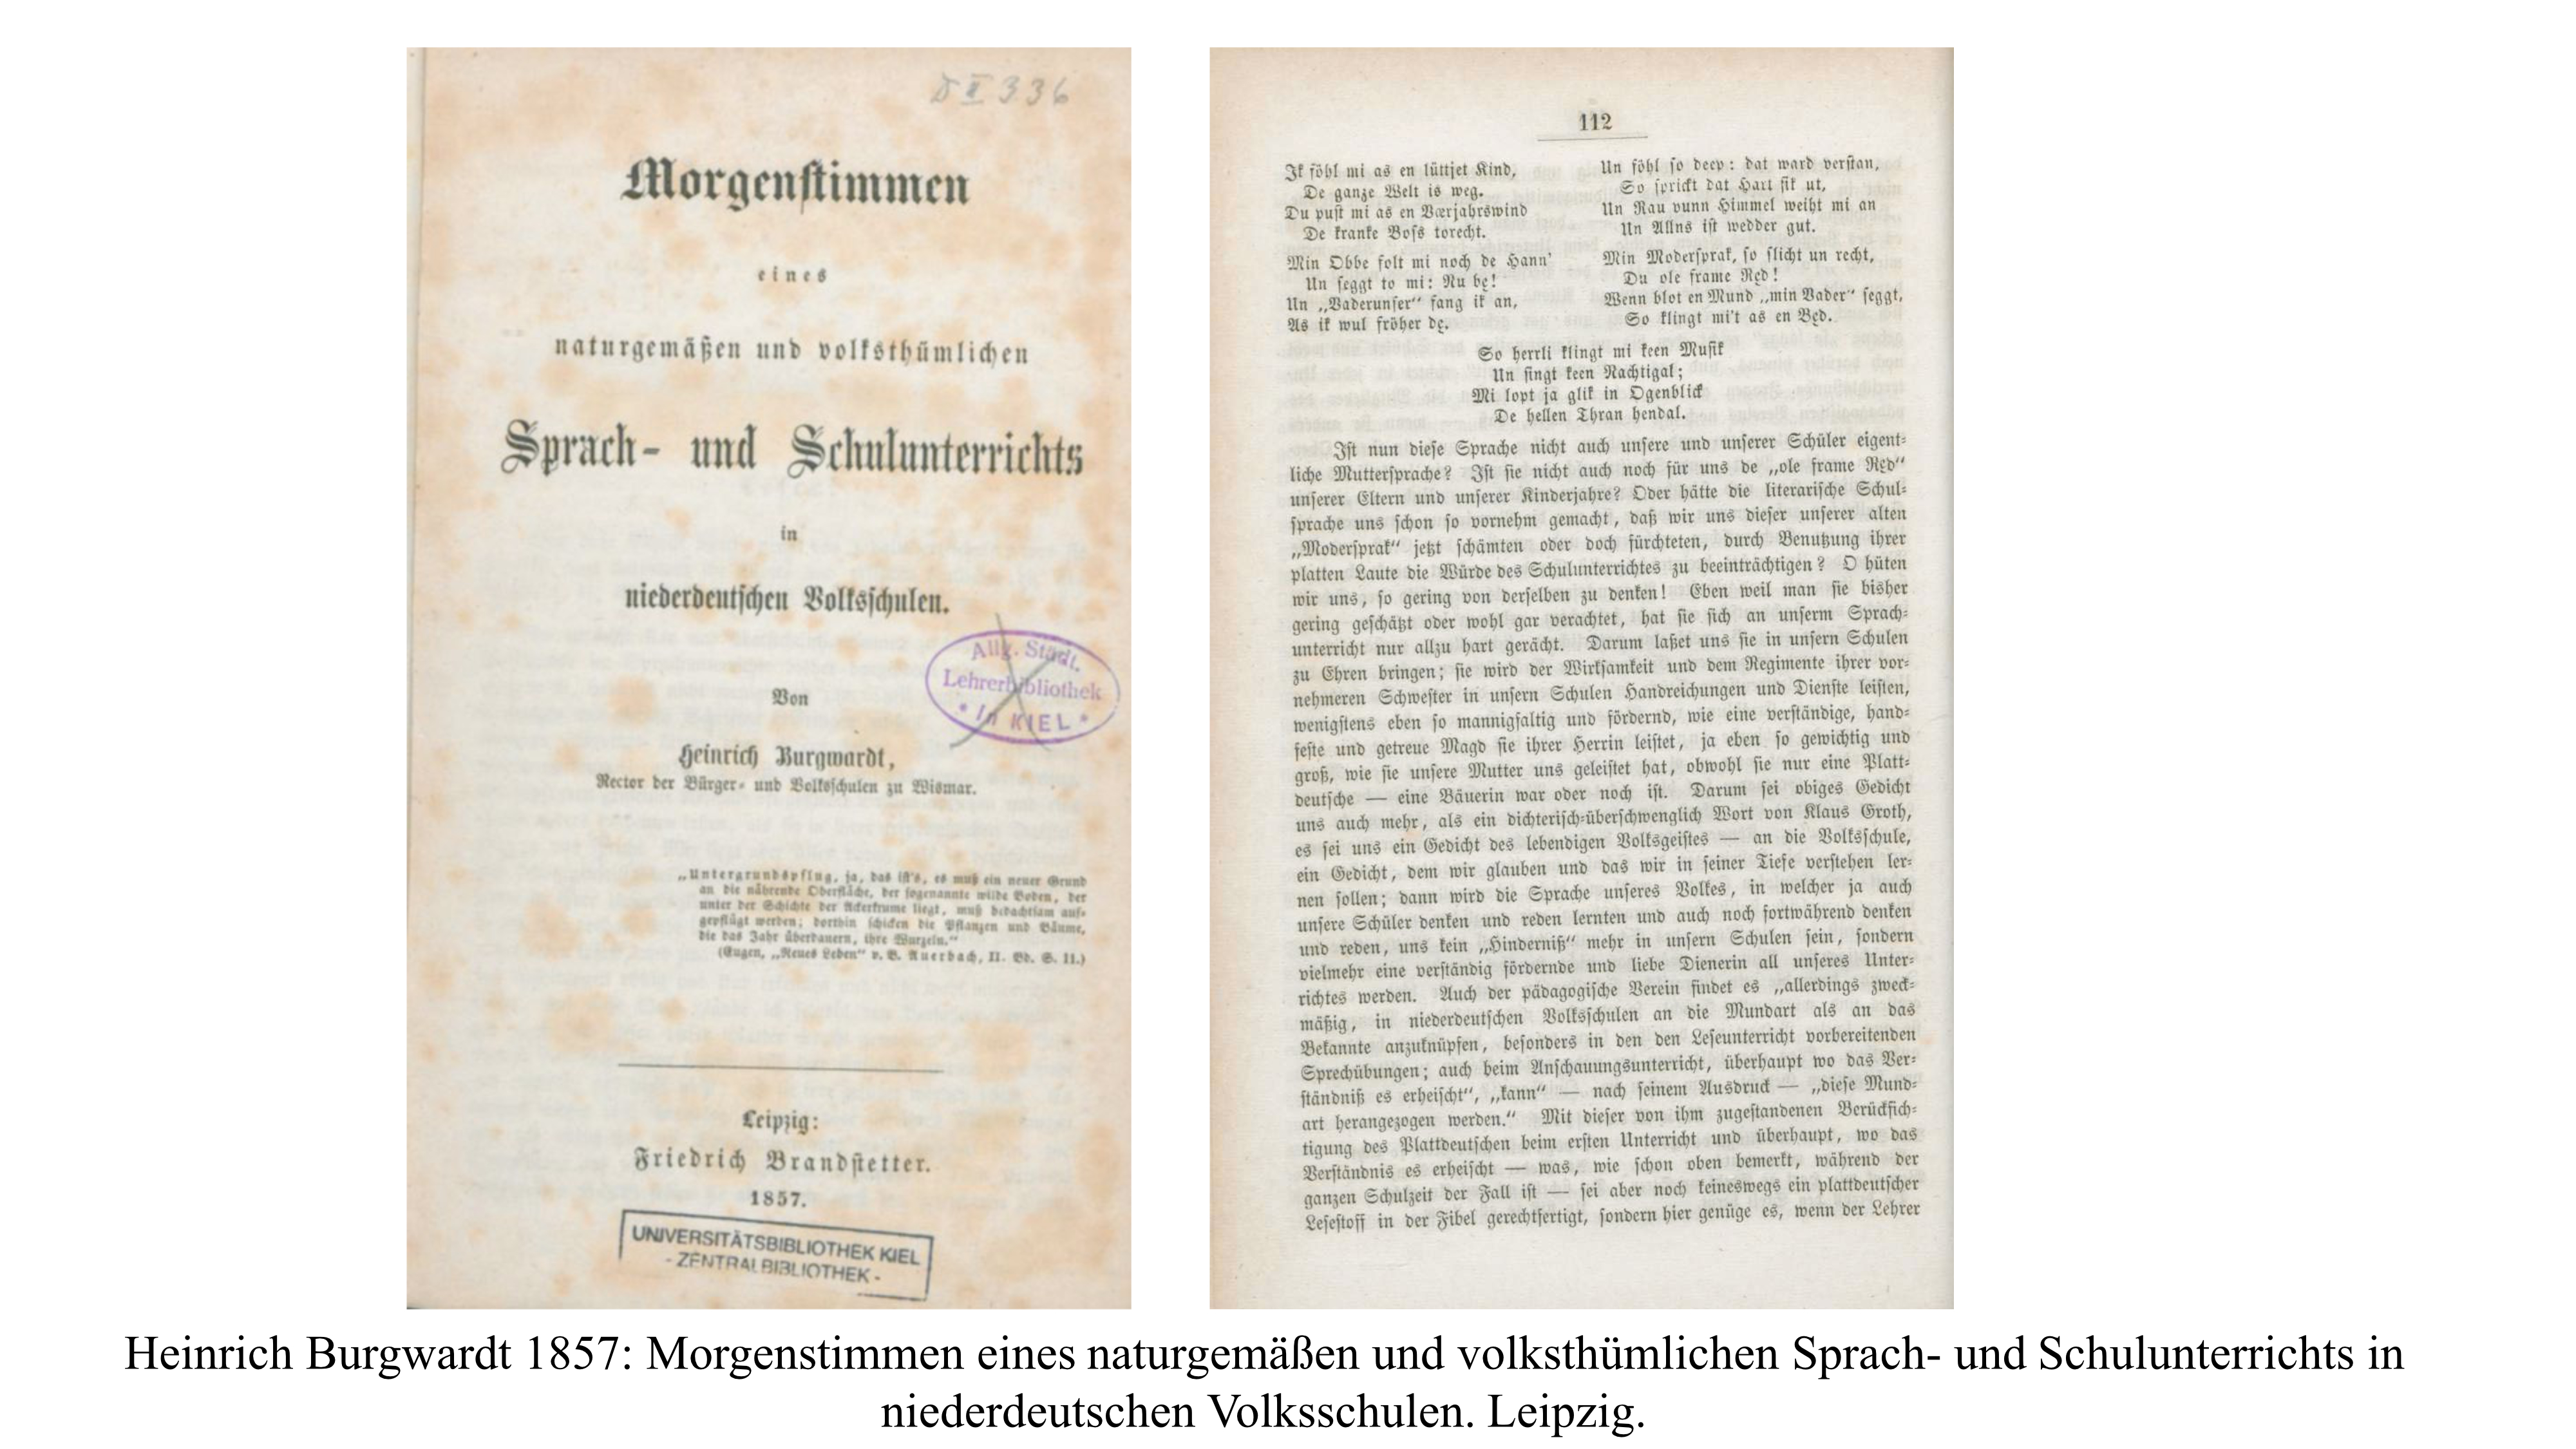 D II 336
Morgenstimmen
eines
naturgemäßen und volksthümlichen
Sprach- und Schulunterrichts
in
niederdeutschen Volksschulen.
Allg. Städt.
Lehrerbibliothek
* In KIEL *
Von
Heinrich Burgwardt,
Rector der Bürger- und Volksschulen zu Wismar.
„Untergrundspflug, ja, das ist's, es muß ein neuer Grund
an die nährende Oberfläche, der sogenannte wilde Boden, der
unter der Schichte der Ackerkrume liegt, muß bedachtsam auf-
gepflügt werden; dorthin schicken die Pflanzen und Bäume,
die das Jahr überdauern, ihre Wurzeln.“
(Eugen, „Neues Leben“ v. B. Auerbach, II. Bd. S. 11.)
Leipzig:
Friedrich Brandstetter.
1857.
UNIVERSITÄTSBIBLIOTHEK KIEL
- ZENTRALBIBLIOTHEK -
112
Ik föhl mi as en lüttjet Kind,
De ganze Welt is weg.
Du pust mi as en Værjahrswind
De kranke Boss torecht.
Min Obbe folt mi noch de Hann'
Un seggt to mi: Nu be!
Un „Vaderunser“ fang ik an,
As ik wul fröher dę.
Un föhl so deep: dat ward verstan,
So sprickt dat Hart sik ut,
Un Rau vunn Himmel weiht mi an
Un Allns ist wedder gut.
Min Modersprak, so slicht un recht,
Du ole frame Ręd!
Wenn blot en Mund „min Vader“ seggt,
So klingt mi't as en Będ.
So herrli klingt mi keen Musik
Un singt keen Nachtigal;
Mi lopt ja glik in Ogenblick
De hellen Thran hendal.
Ist nun diese Sprache nicht auch unsere und unserer Schüler eigent-
liche Muttersprache? Ist sie nicht auch noch für uns de „ole frame Ręd“
unserer Eltern und unserer Kinderjahre? Oder hätte die literarische Schul-
sprache uns schon so vornehm gemacht, daß wir uns dieser unserer alten
„Modersprak“ jetzt schämten oder doch fürchteten, durch Benutzung ihrer
platten Laute die Würde des Schulunterrichtes zu beeinträchtigen? O hüten
wir uns, so gering von derselben zu denken! Eben weil man sie bisher
gering geschätzt oder wohl gar verachtet, hat sie sich an unserm Sprach-
unterricht nur allzu hart gerächt. Darum laßet uns sie in unsern Schulen
zu Ehren bringen; sie wird der Wirksamkeit und dem Regimente ihrer vor-
nehmeren Schwester in unsern Schulen Handreichungen und Dienste leisten,
wenigstens eben so mannigfaltig und fördernd, wie eine verständige, hand-
feste und getreue Magd sie ihrer Herrin leistet, ja eben so gewichtig und
groß, wie sie unsere Mutter uns geleistet hat, obwohl sie nur eine Platt-
deutsche — eine Bäuerin war oder noch ist. Darum sei obiges Gedicht
uns auch mehr, als ein dichterisch-überschwenglich Wort von Klaus Groth,
es sei uns ein Gedicht des lebendigen Volksgeistes — an die Volksschule,
ein Gedicht, dem wir glauben und das wir in seiner Tiefe verstehen ler-
nen sollen; dann wird die Sprache unseres Volkes, in welcher ja auch
unsere Schüler denken und reden lernten und auch noch fortwährend denken
und reden, uns kein „Hinderniß“ mehr in unsern Schulen sein, sondern
vielmehr eine verständig fördernde und liebe Dienerin all unseres Unter-
richtes werden. Auch der pädagogische Verein findet es „allerdings zweck-
mäßig, in niederdeutschen Volksschulen an die Mundart als an das
Bekannte anzuknüpfen, besonders in den den Leseunterricht vorbereitenden
Sprechübungen; auch beim Anschauungsunterricht, überhaupt wo das Ver-
ständniß es erheischt“, „kann“ — nach seinem Ausdruck — „diese Mund-
art herangezogen werden.“ Mit dieser von ihm zugestandenen Berücksich-
tigung des Plattdeutschen beim ersten Unterricht und überhaupt, wo das
Verständnis es erheischt — was, wie schon oben bemerkt, während der
ganzen Schulzeit der Fall ist — sei aber noch keineswegs ein plattdeutscher
Lesestoff in der Fibel gerechtfertigt, sondern hier genüge es, wenn der Lehrer
Heinrich Burgwardt 1857: Morgenstimmen eines naturgemäßen und volksthümlichen Sprach- und Schulunterrichts in
niederdeutschen Volksschulen. Leipzig.